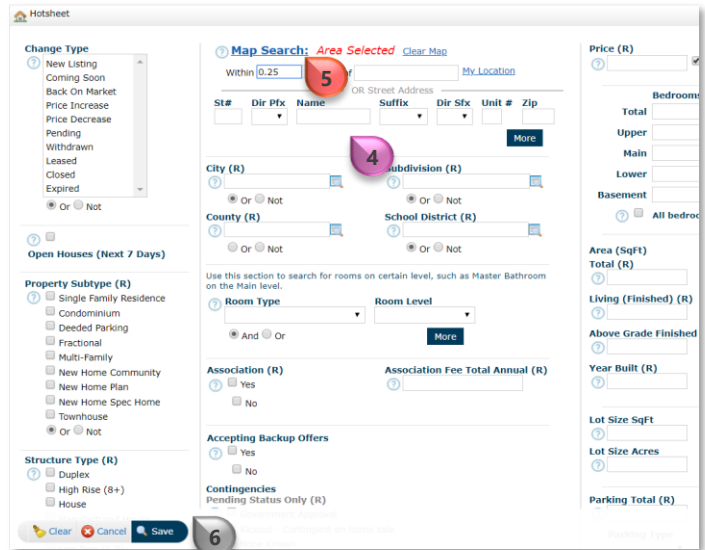 Hotsheet
Change Type
New Listing
Coming Soon
Back On Market
Price Increase
Price Decrease
Pending
Withdrawn
Leased
Closed
Expired
Or Not
Open Houses (Next 7 Days)
Property Subtype (R)
Single Family Residence
Condominium
Deeded Parking
Fractional
Multi-Family
New Home Community
New Home Plan
New Home Spec Home
Townhouse
Or Not
Structure Type (R)
Duplex
High Rise (8+)
House
Clear Cancel Save
6
Map Search: Area Selected Clear Map
Within 0.25 5 My Location
OR Street Address
St# Dir Pfx Name Suffix Dir Sfx Unit # Zip
More
4
City (R) Subdivision (R)
Or Not Or Not
County (R) School District (R)
Or Not Or Not
Use this section to search for rooms on certain level, such as Master Bathroom
on the Main level.
Room Type Room Level
And Or More
Association (R) Association Fee Total Annual (R)
Yes
No
Accepting Backup Offers
Yes
No
Contingencies
Pending Status Only (R)
Price (R)
Bedrooms
Total
Upper
Main
Lower
Basement
All bedroo
Area (SqFt)
Total (R)
Living (Finished) (R)
Above Grade Finished
Year Built (R)
Lot Size SqFt
Lot Size Acres
Parking Total (R)
Parking Type